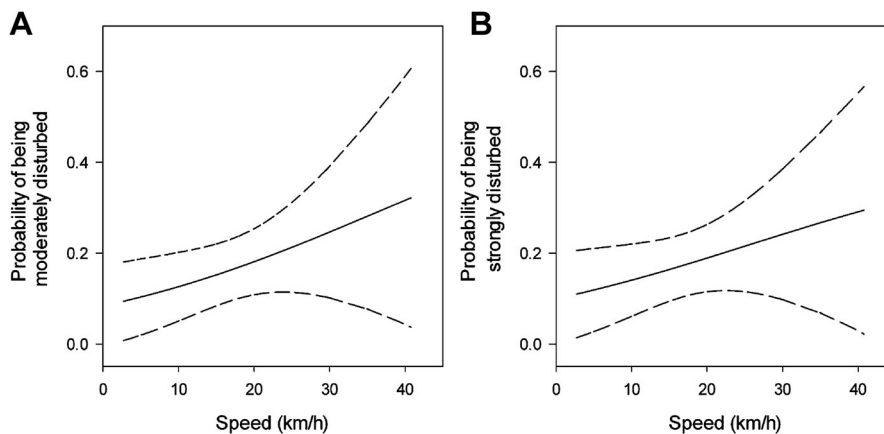 A
Probability of being
moderately disturbed
0.6
0.4
0.2
0.0
0 10 20 30 40
Speed (km/h)
B
Probability of being
strongly disturbed
0.6
0.4
0.2
0.0
0 10 20 30 40
Speed (km/h)